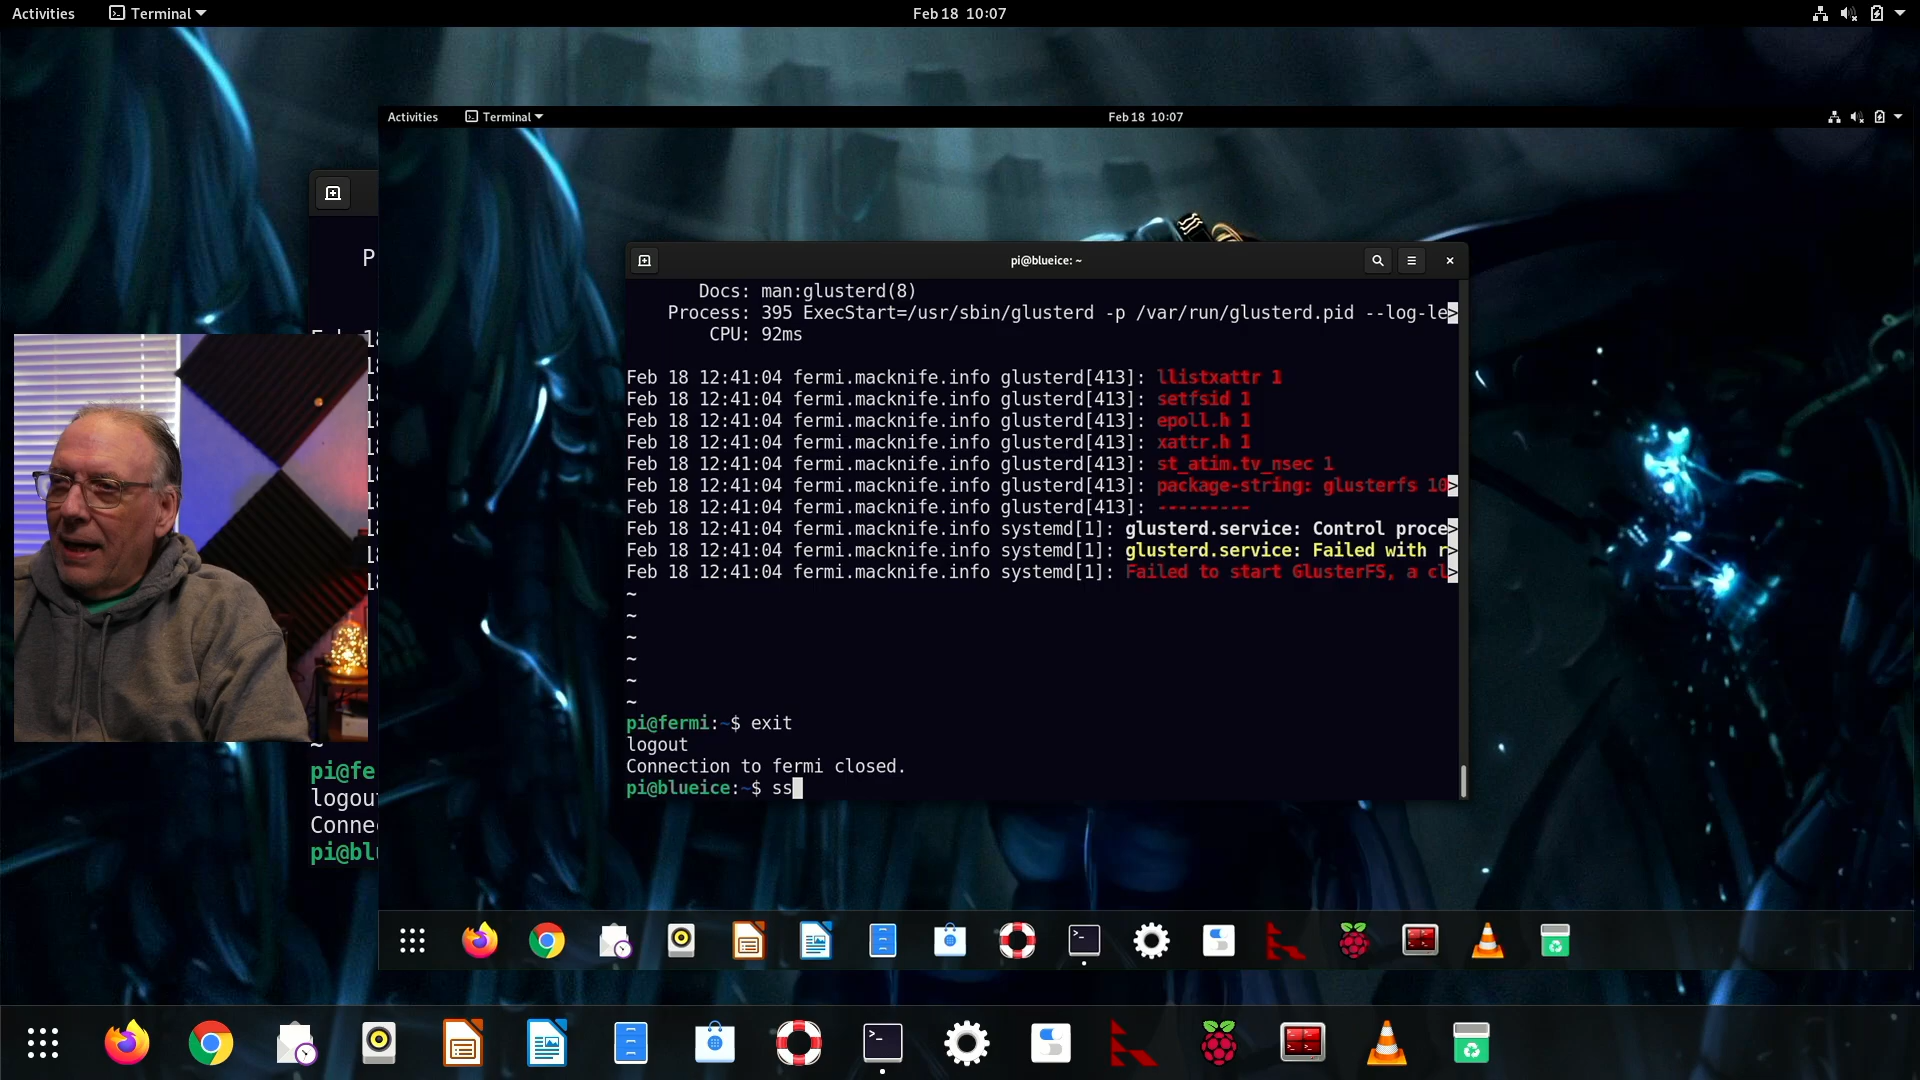 Activities Terminal Feb 18 10:07
Activities Terminal Feb 18 10:07
pi@blueice: ~
Docs: man:glusterd(8)
Process: 395 ExecStart=/usr/sbin/glusterd -p /var/run/glusterd.pid --log-le>
CPU: 92ms
Feb 18 12:41:04 fermi.macknife.info glusterd[413]: llistxattr 1
Feb 18 12:41:04 fermi.macknife.info glusterd[413]: setfsid 1
Feb 18 12:41:04 fermi.macknife.info glusterd[413]: epoll.h 1
Feb 18 12:41:04 fermi.macknife.info glusterd[413]: xattr.h 1
Feb 18 12:41:04 fermi.macknife.info glusterd[413]: st_atim.tv_nsec 1
Feb 18 12:41:04 fermi.macknife.info glusterd[413]: package-string: glusterfs 10>
Feb 18 12:41:04 fermi.macknife.info glusterd[413]: ---------
Feb 18 12:41:04 fermi.macknife.info systemd[1]: glusterd.service: Control proce>
Feb 18 12:41:04 fermi.macknife.info systemd[1]: glusterd.service: Failed with r>
Feb 18 12:41:04 fermi.macknife.info systemd[1]: Failed to start GlusterFS, a cl>
~
~
~
~
~
~
pi@fermi:~$ exit
logout
Connection to fermi closed.
pi@blueice:~$ ss
P
~
pi@fe
logout
Conne
pi@bl